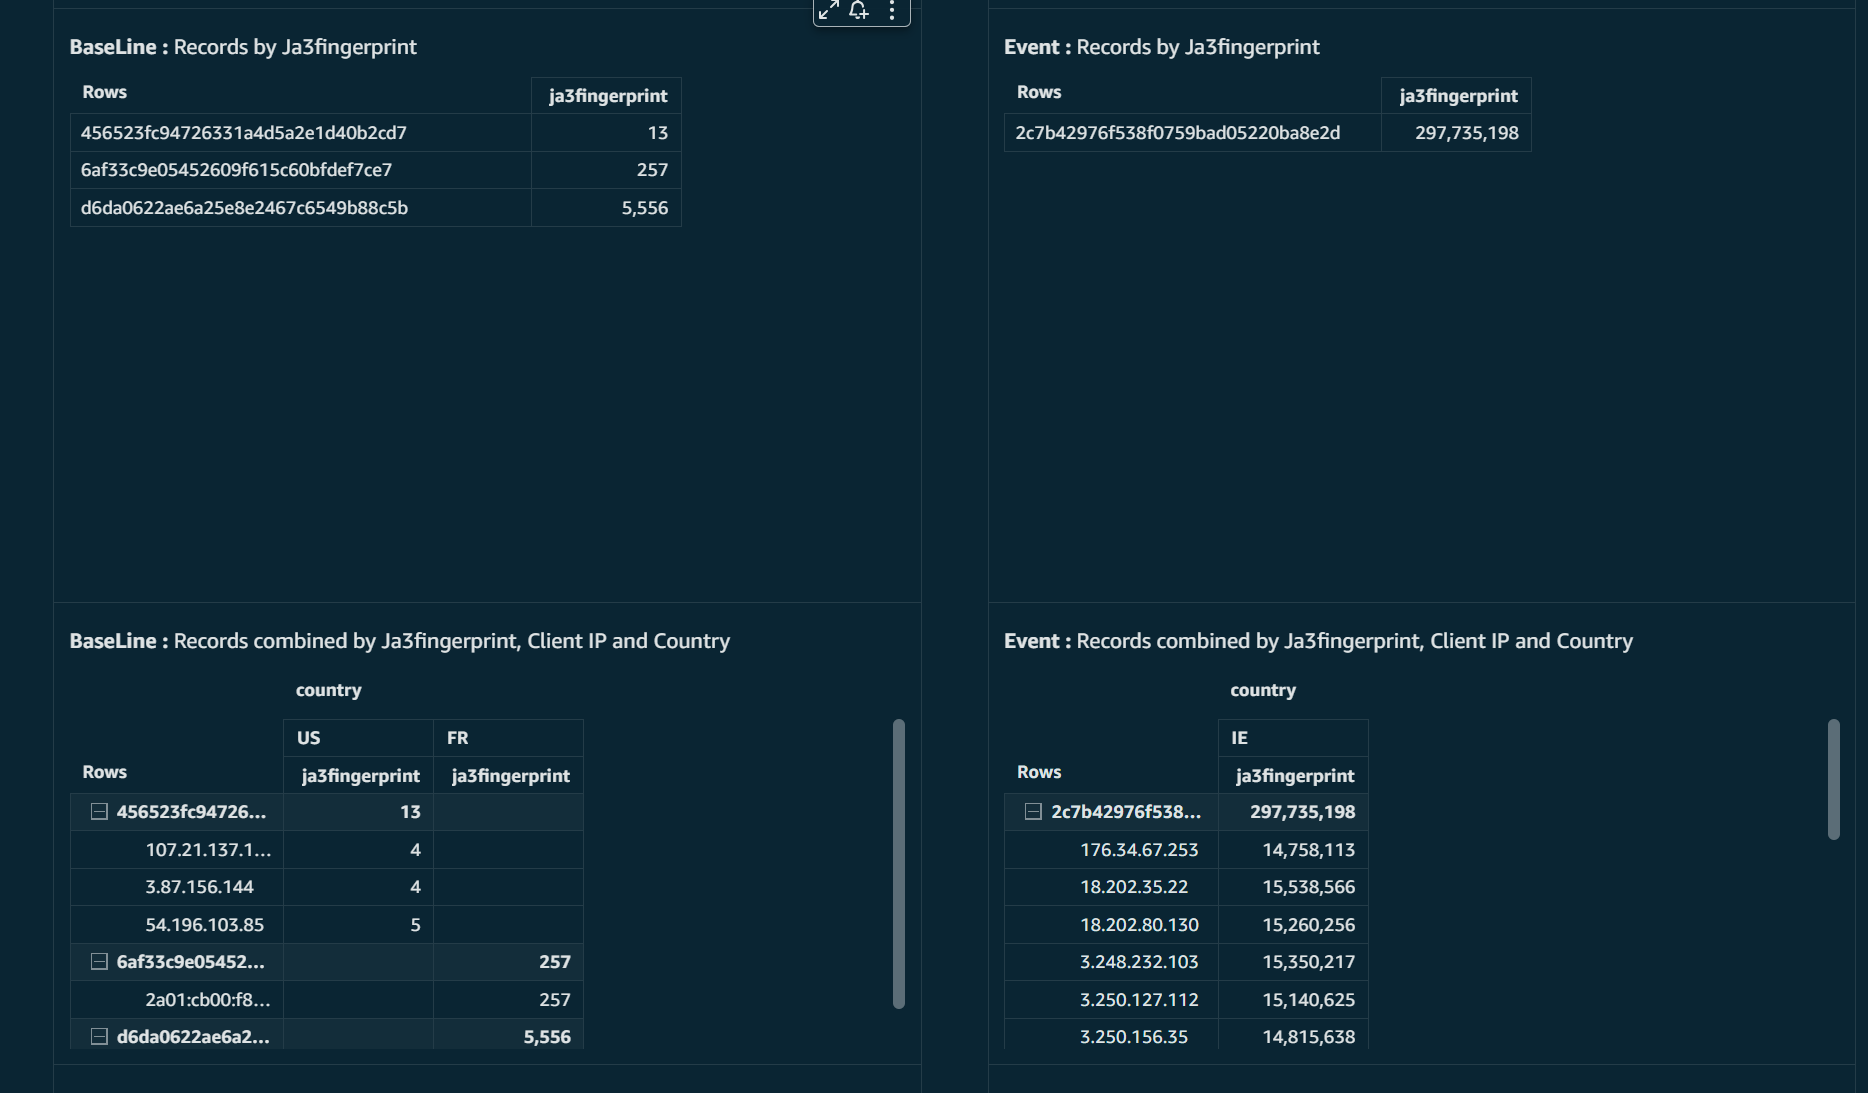 BaseLine : Records by Ja3fingerprint
Rows ja3fingerprint
456523fc94726331a4d5a2e1d40b2cd7 13
6af33c9e05452609f615c60bfdef7ce7 257
d6da0622ae6a25e8e2467c6549b88c5b 5,556
Event : Records by Ja3fingerprint
Rows ja3fingerprint
2c7b42976f538f0759bad05220ba8e2d 297,735,198
BaseLine : Records combined by Ja3fingerprint, Client IP and Country
country
US FR
Rows ja3fingerprint ja3fingerprint
456523fc94726... 13
107.21.137.1... 4
3.87.156.144 4
54.196.103.85 5
6af33c9e05452... 257
2a01:cb00:f8... 257
d6da0622ae6a2... 5,556
Event : Records combined by Ja3fingerprint, Client IP and Country
country
IE
Rows ja3fingerprint
2c7b42976f538... 297,735,198
176.34.67.253 14,758,113
18.202.35.22 15,538,566
18.202.80.130 15,260,256
3.248.232.103 15,350,217
3.250.127.112 15,140,625
3.250.156.35 14,815,638